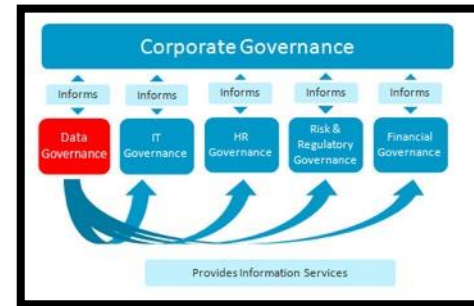 Corporate Governance
Informs
Informs
Informs
Informs
Informs
Data
Governance
IT
Governance
HR
Governance
Risk &
Regulatory
Governance
Financial
Governance
Provides Information Services